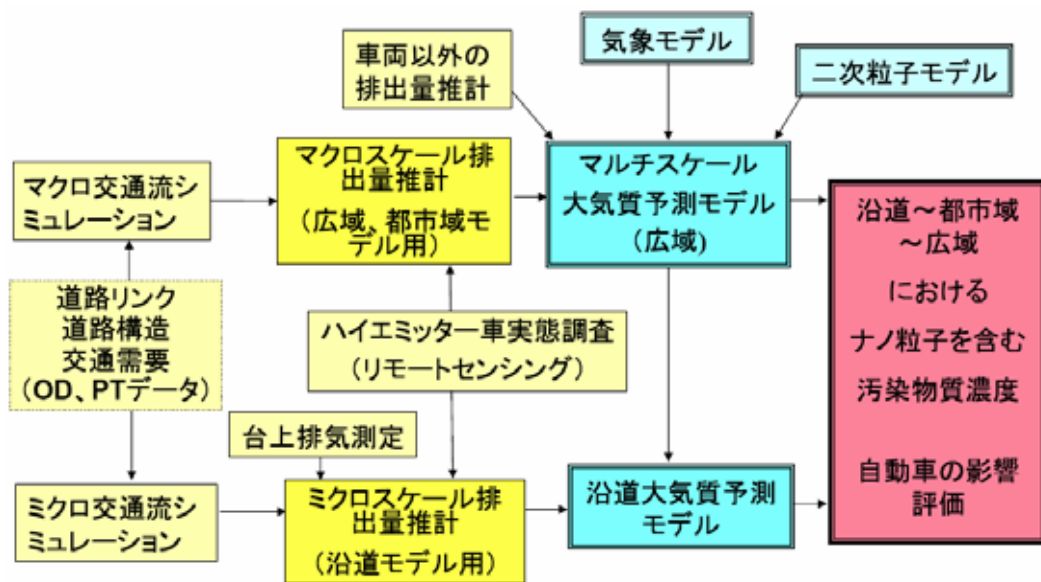 車両以外の
排出量推計
気象モデル
二次粒子モデル
マクロ交通流シ
ミュレーション
マクロスケール排
出量推計
（広域、都市域モ
デル用）
マルチスケール
大気質予測モデル
（広域)
沿道～都市域
～広域
における
ナノ粒子を含む
汚染物質濃度
自動車の影響
評価
道路リンク
道路構造
交通需要
（OD、PTデータ）
ハイエミッター車実態調査
（リモートセンシング）
台上排気測定
ミクロ交通流シ
ミュレーション
ミクロスケール排
出量推計
（沿道モデル用）
沿道大気質予測
モデル